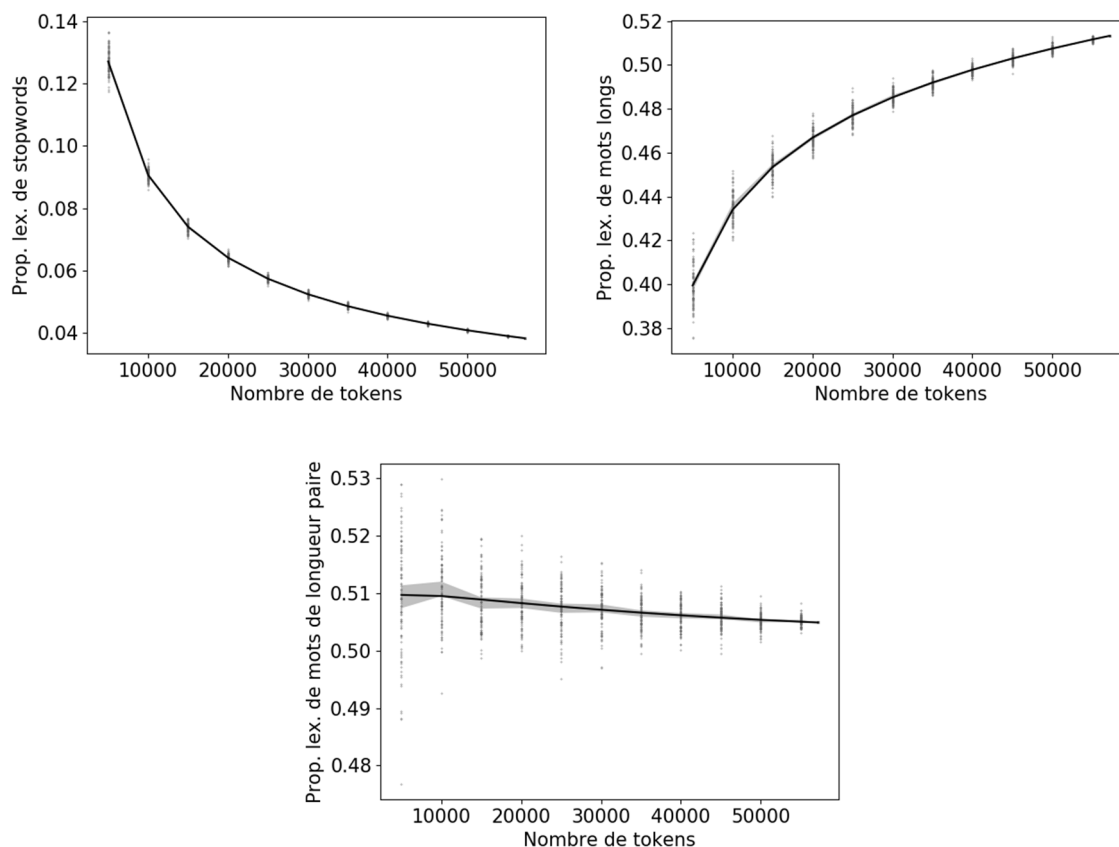 0.14
0.12
0.10
0.08
0.06
0.04
Prop. lex. de stopwords
10000 20000 30000 40000 50000
Nombre de tokens
0.52
0.50
0.48
0.46
0.44
0.42
0.40
0.38
Prop. lex. de mots longs
10000 20000 30000 40000 50000
Nombre de tokens
0.53
0.52
0.51
0.50
0.49
0.48
Prop. lex. de mots de longueur paire
10000 20000 30000 40000 50000
Nombre de tokens